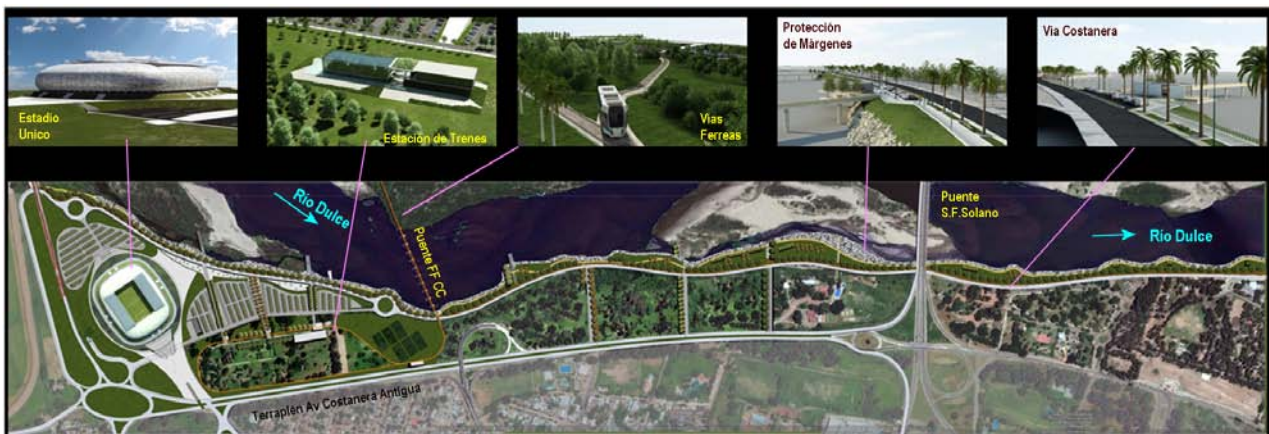 Estadio
Unico
Estación de Trenes
Vias
Ferreas
Protección
de Màrgenes
Via Costanera
Río Dulce
Puente FF CC
Puente
S.F.Solano
Río Dulce
Terraplén Av Costanera Antigua